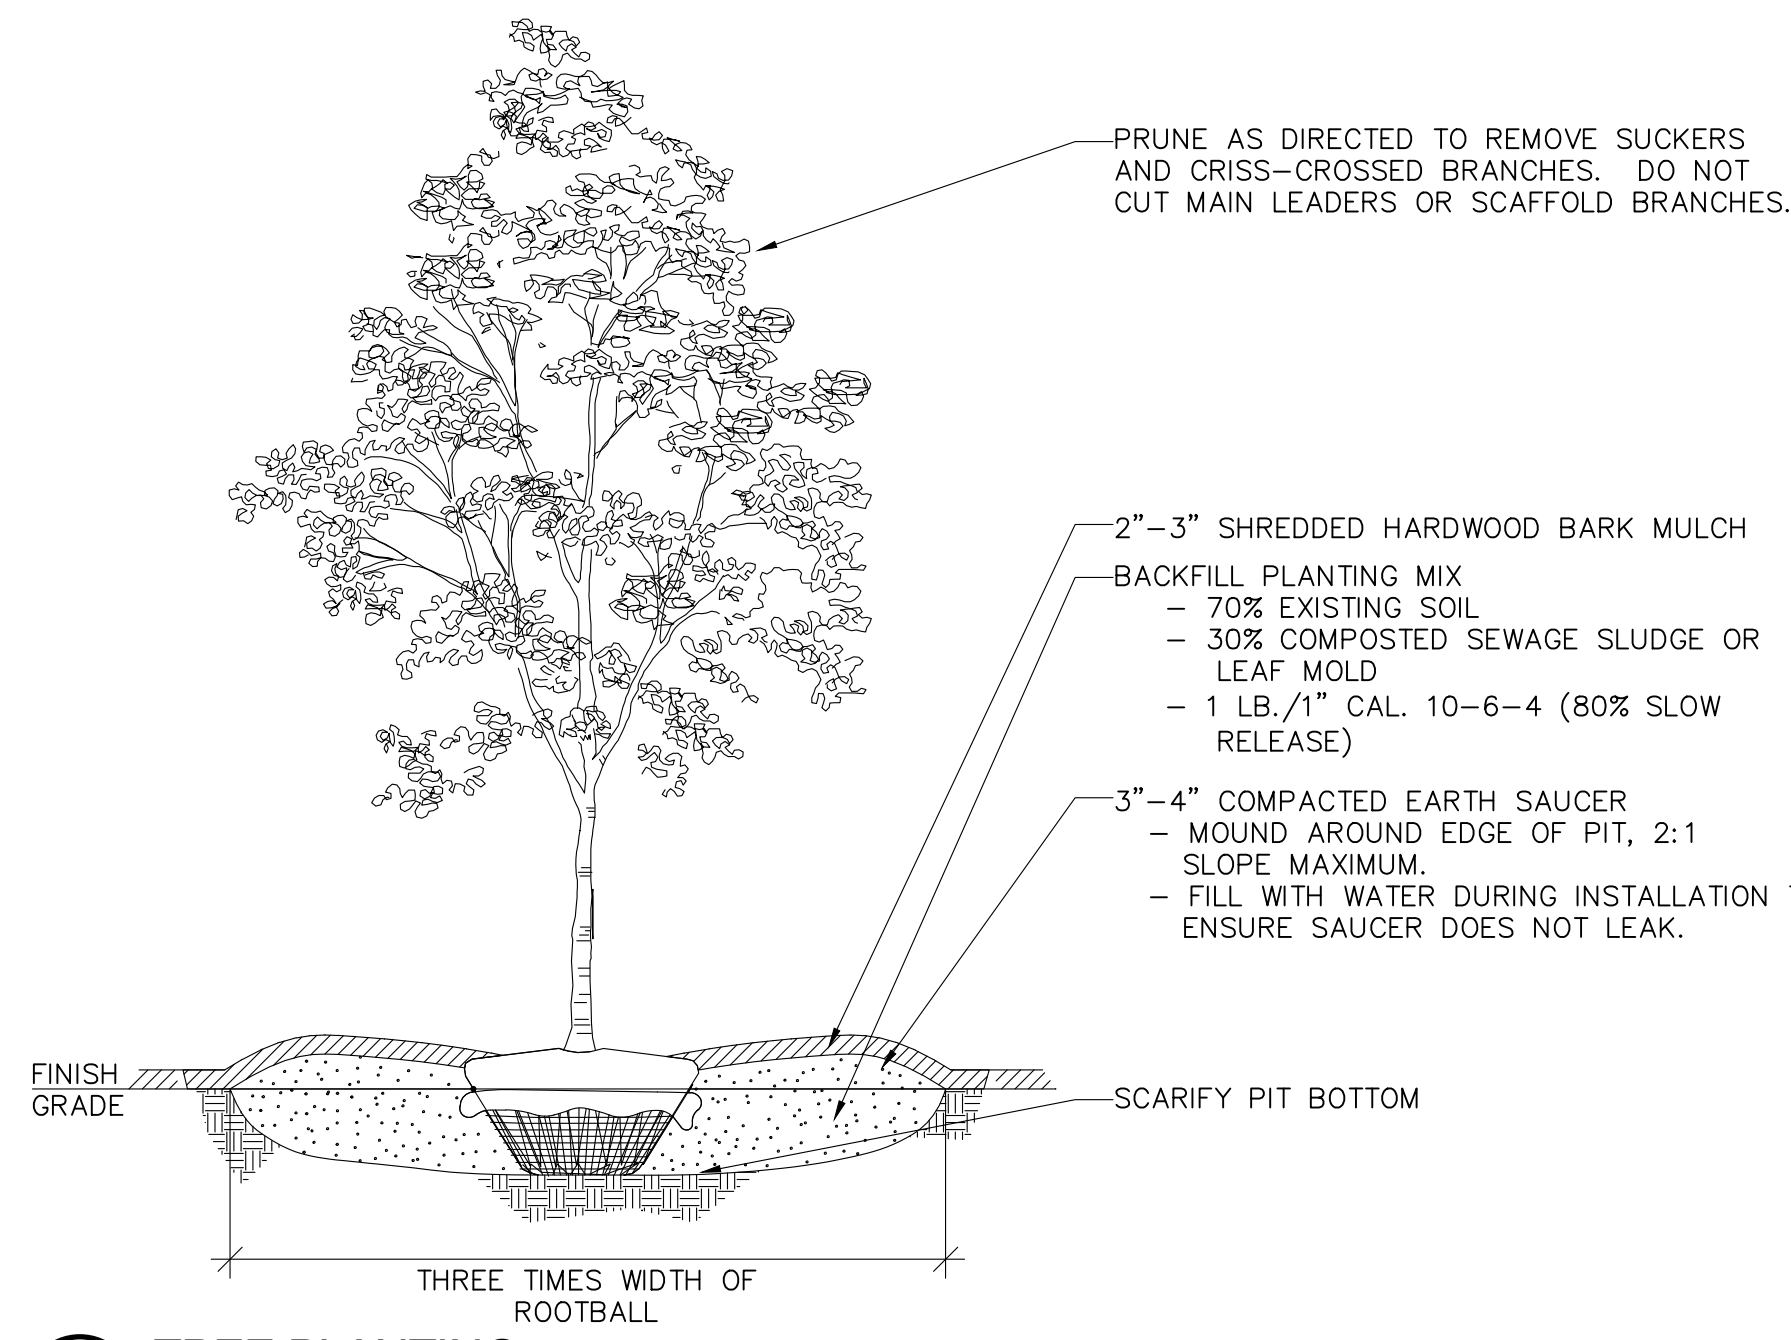 PRUNE AS DIRECTED TO REMOVE SUCKERS
AND CRISS-CROSSED BRANCHES. DO NOT
CUT MAIN LEADERS OR SCAFFOLD BRANCHES.
2"-3" SHREDDED HARDWOOD BARK MULCH
BACKFILL PLANTING MIX
- 70% EXISTING SOIL
- 30% COMPOSTED SEWAGE SLUDGE OR
LEAF MOLD
- 1 LB./1" CAL. 10-6-4 (80% SLOW
RELEASE)
3"-4" COMPACTED EARTH SAUCER
- MOUND AROUND EDGE OF PIT, 2:1
SLOPE MAXIMUM.
- FILL WITH WATER DURING INSTALLATION
ENSURE SAUCER DOES NOT LEAK.
FINISH
GRADE
SCARIFY PIT BOTTOM
THREE TIMES WIDTH OF
ROOTBALL
TREE PLANTING